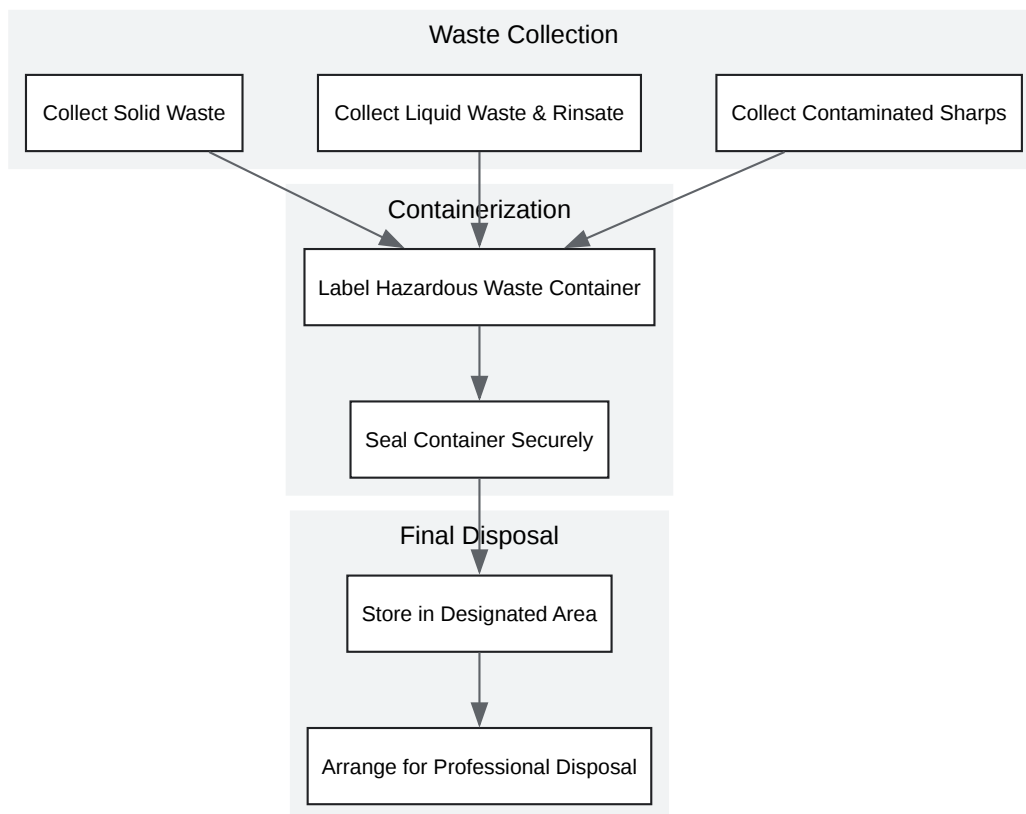 Waste Collection
Collect Solid Waste
Collect Liquid Waste & Rinsate
Collect Contaminated Sharps
Containerization
Label Hazardous Waste Container
Seal Container Securely
Final Disposal
Store in Designated Area
Arrange for Professional Disposal